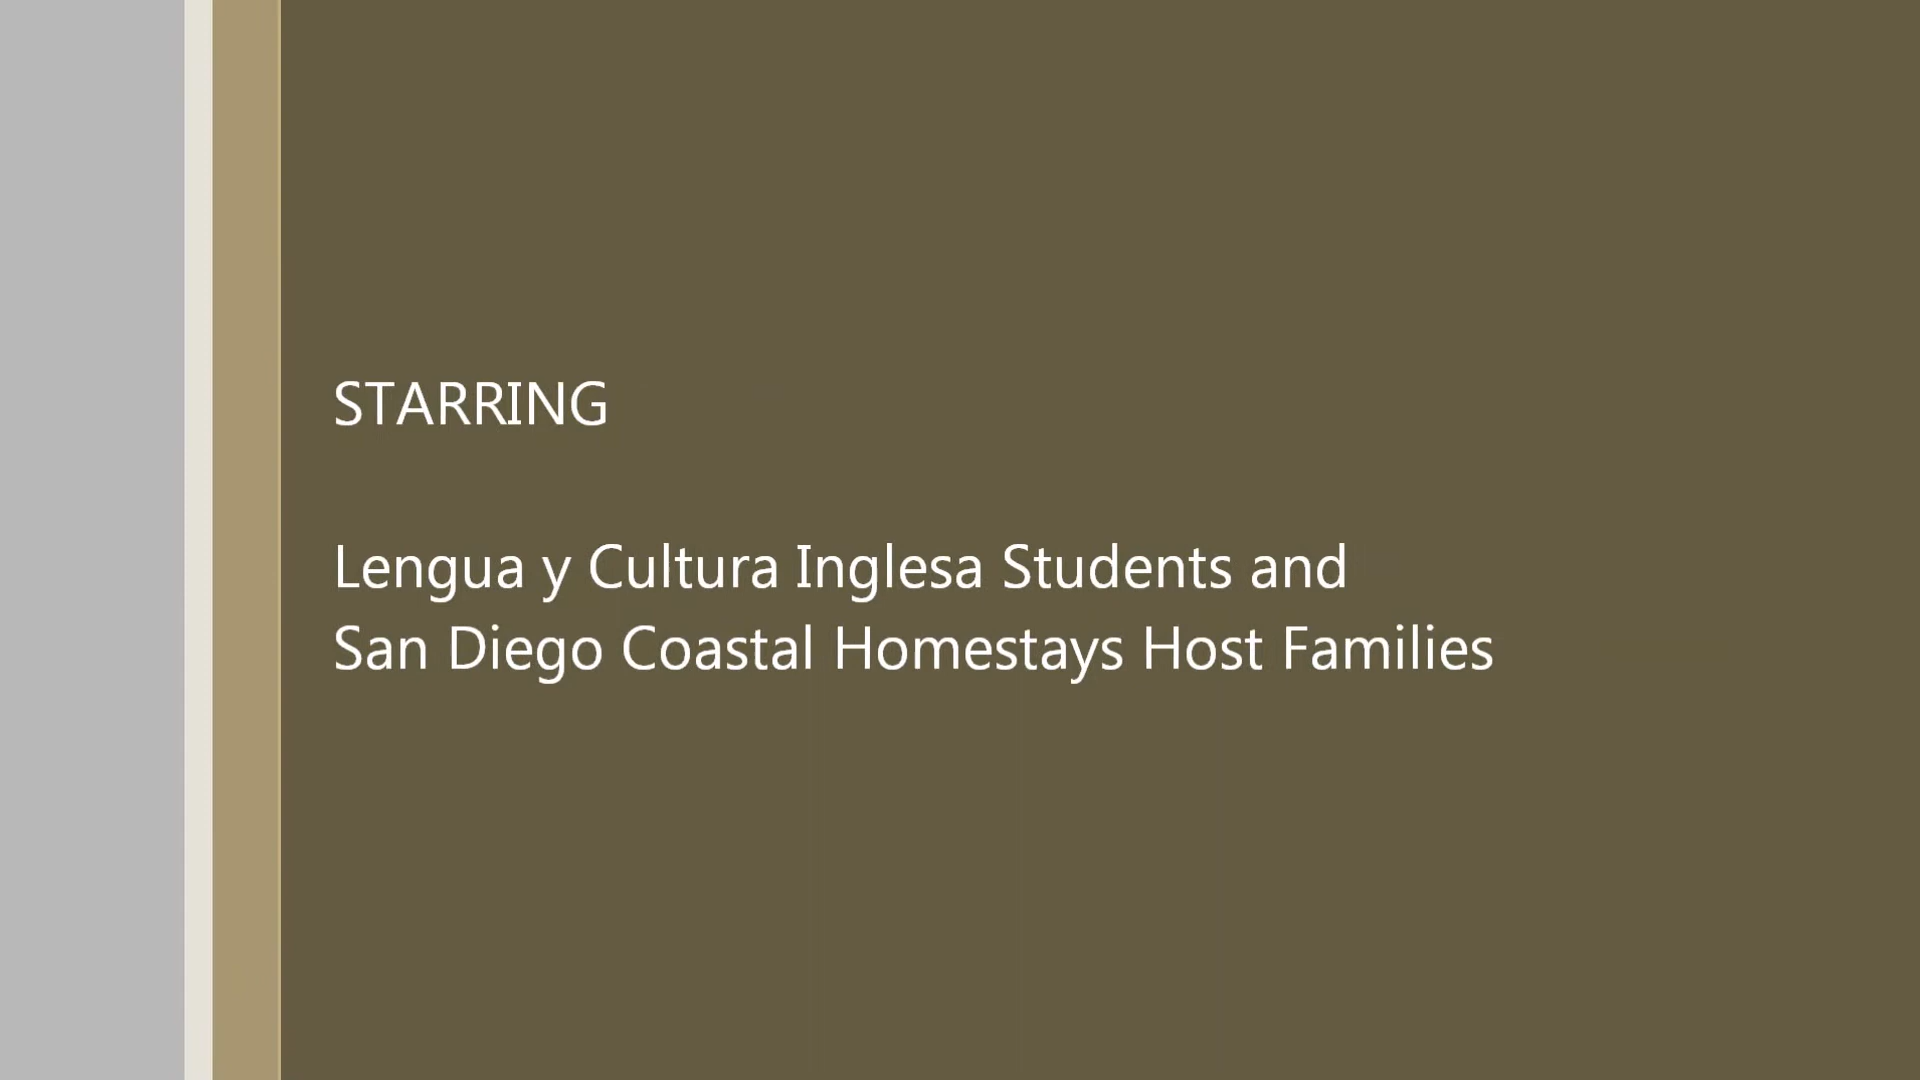 STARRING
Lengua y Cultura Inglesa Students and
San Diego Coastal Homestays Host Families